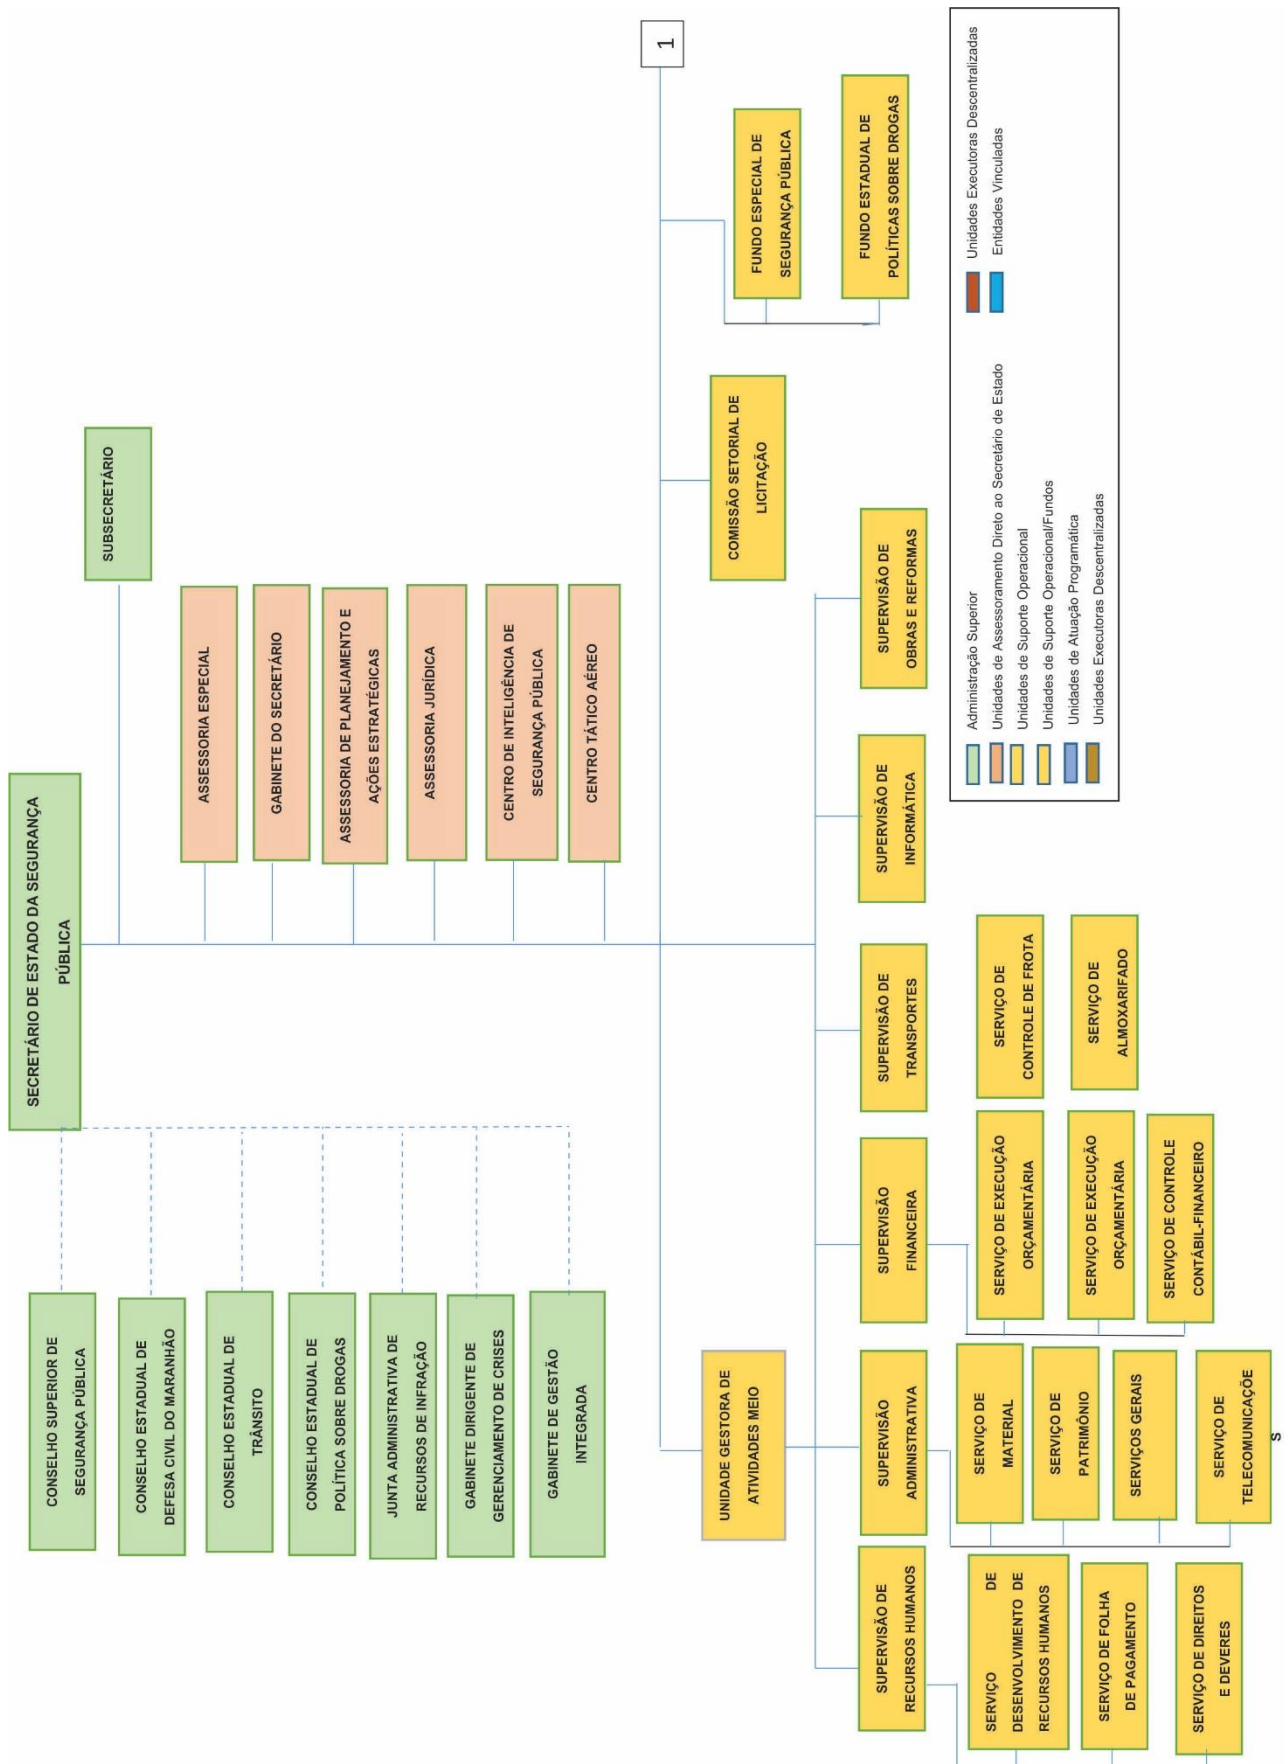 SECRETÁRIO DE ESTADO DA SEGURANÇA
PÚBLICA
SUBSECRETÁRIO
CONSELHO SUPERIOR DE
SEGURANÇA PÚBLICA
CONSELHO ESTADUAL DE
DEFESA CIVIL DO MARANHÃO
CONSELHO ESTADUAL DE
TRÂNSITO
CONSELHO ESTADUAL DE
POLÍTICA SOBRE DROGAS
JUNTA ADMINISTRATIVA DE
RECURSOS DE INFRAÇÃO
GABINETE DIRIGENTE DE
GERENCIAMENTO DE CRISES
GABINETE DE GESTÃO
INTEGRADA
ASSESSORIA ESPECIAL
GABINETE DO SECRETÁRIO
ASSESSORIA DE PLANEJAMENTO E
AÇÕES ESTRATÉGICAS
ASSESSORIA JURÍDICA
CENTRO DE INTELIGÊNCIA DE
SEGURANÇA PÚBLICA
CENTRO TÁTICO AÉREO
1
UNIDADE GESTORA DE
ATIVIDADES MEIO
COMISSÃO SETORIAL DE
LICITAÇÃO
FUNDO ESPECIAL DE
SEGURANÇA PÚBLICA
FUNDO ESTADUAL DE
POLÍTICAS SOBRE DROGAS
SUPERVISÃO DE
RECURSOS HUMANOS
SUPERVISÃO
ADMINISTRATIVA
SUPERVISÃO
FINANCEIRA
SUPERVISÃO DE
TRANSPORTES
SUPERVISÃO DE
INFORMÁTICA
SUPERVISÃO DE
OBRAS E REFORMAS
SERVIÇO DE
DESENVOLVIMENTO DE
RECURSOS HUMANOS
SERVIÇO DE FOLHA
DE PAGAMENTO
SERVIÇO DE DIREITOS
E DEVERES
SERVIÇO DE
MATERIAL
SERVIÇO DE
PATRIMÔNIO
SERVIÇOS GERAIS
SERVIÇO DE
TELECOMUNICAÇÕE
S
SERVIÇO DE EXECUÇÃO
ORÇAMENTÁRIA
SERVIÇO DE EXECUÇÃO
ORÇAMENTÁRIA
SERVIÇO DE CONTROLE
CONTÁBIL-FINANCEIRO
SERVIÇO DE
CONTROLE DE FROTA
SERVIÇO DE
ALMOXARIFADO
Administração Superior
Unidades de Assessoramento Direto ao Secretário de Estado
Unidades de Suporte Operacional
Unidades de Suporte Operacional/Fundos
Unidades de Atuação Programática
Unidades Executoras Descentralizadas
Unidades Executoras Descentralizadas
Entidades Vinculadas